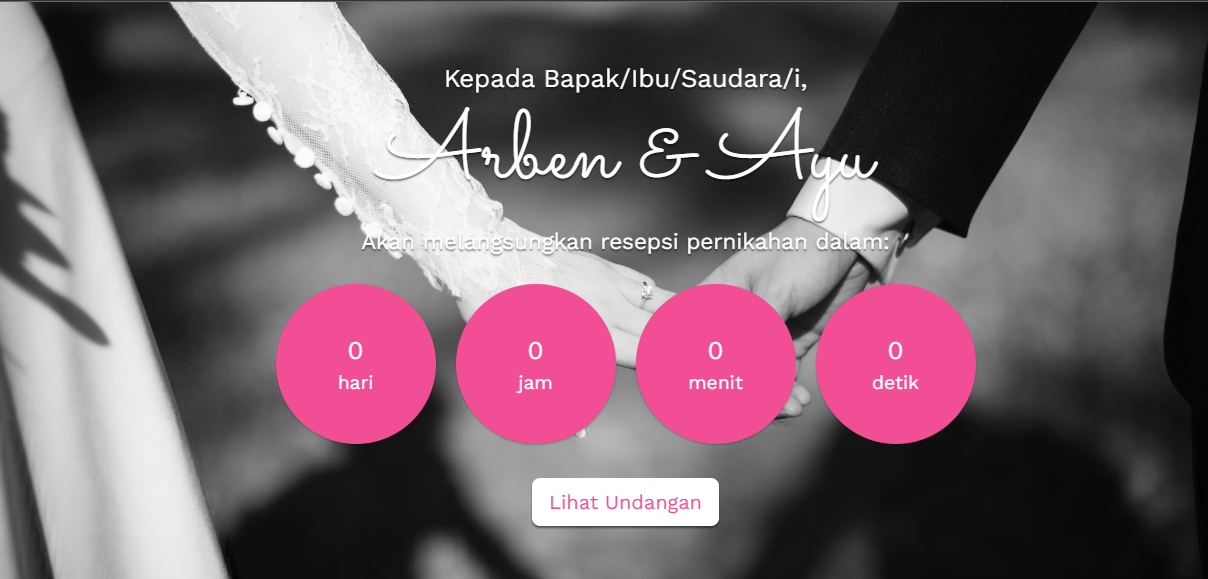 Kepada Bapak/Ibu/Saudara/i,
Arben & Ayu
Akan melangsungkan resepsi pernikahan dalam:
0 0 0 0
hari jam menit detik
Lihat Undangan